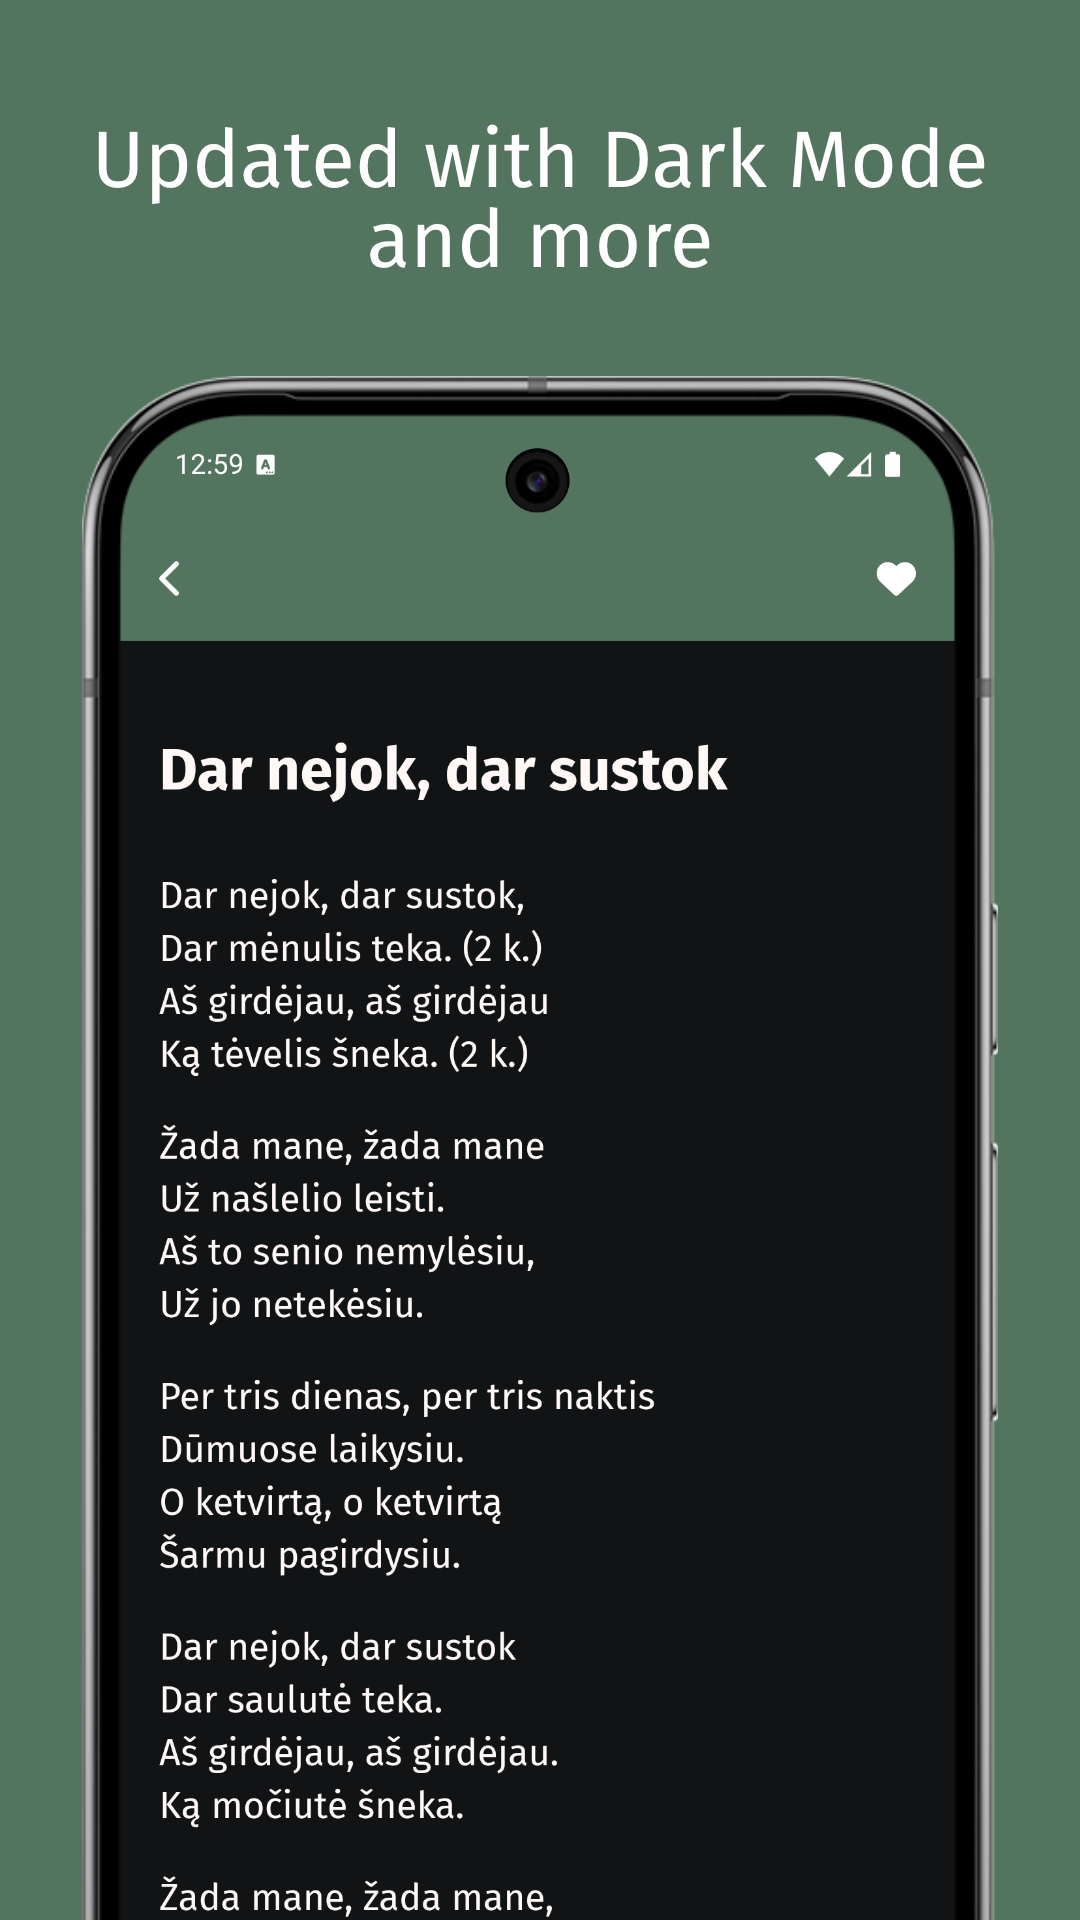 Updated with Dark Mode
and more
12:59
A
Dar nejok, dar sustok
Dar nejok, dar sustok,
Dar mėnulis teka. (2 k.)
Aš girdėjau, aš girdėjau
Ką tėvelis šneka. (2 k.)
Žada mane, žada mane
Už našlelio leisti.
Aš to senio nemylėsiu,
Už jo netekėsiu.
Per tris dienas, per tris naktis
Dūmuose laikysiu.
O ketvirtą, o ketvirtą
Šarmu pagirdysiu.
Dar nejok, dar sustok
Dar saulutė teka.
Aš girdėjau, aš girdėjau.
Ką močiutė šneka.
Žada mane, žada mane,